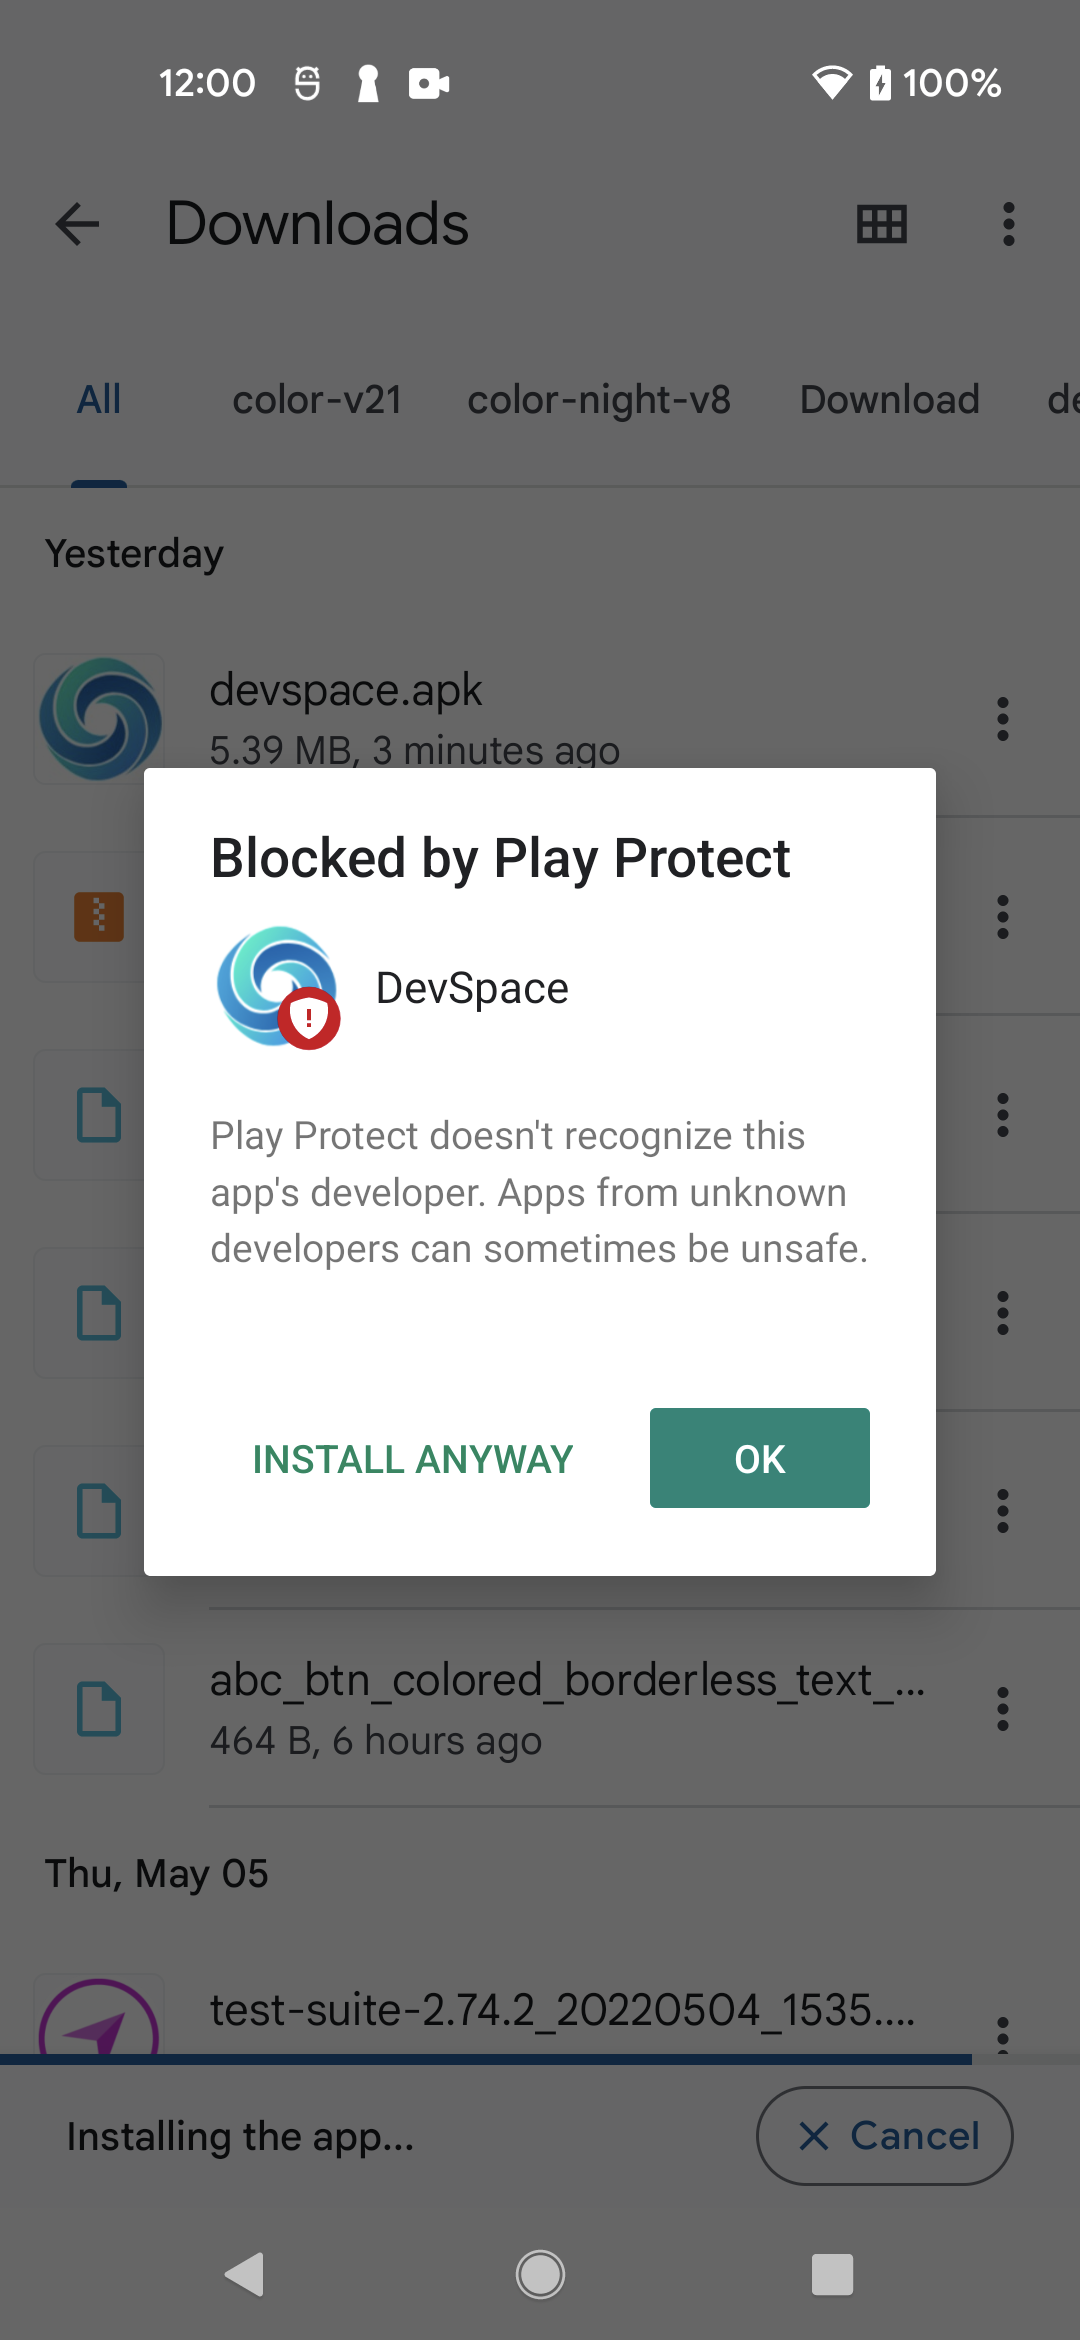 12:00
100%
Downloads
All
color-v21
color-night-v8
Download
de
Yesterday
devspace.apk
5.39 MB, 3 minutes ago
Blocked by Play Protect
DevSpace
Play Protect doesn't recognize this
app's developer. Apps from unknown
developers can sometimes be unsafe.
INSTALL ANYWAY
OK
abc_btn_colored_borderless_text_...
464 B, 6 hours ago
Thu, May 05
test-suite-2.74.2_20220504_1535....
Installing the app...
Cancel